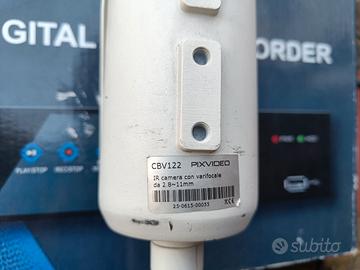 GITAL
ORDER
CBV122 PIXVIDEO
IR camera con varifocale
da 2.8~11mm
25-0615-00033
PLAY/STOP
REC/STOP
subito